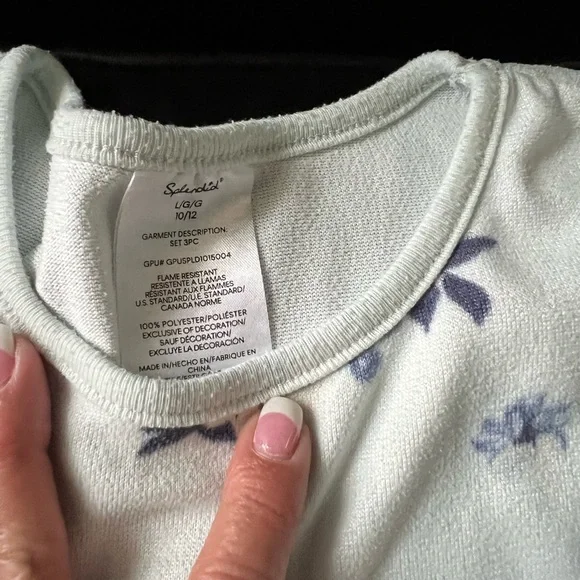 Splendid®
L/G/G
10/12
GARMENT DESCRIPTION:
SET 3PC
GPU# GPUSPLD1015004
FLAME RESISTANT
RESISTENTE A LLAMAS
RÉSISTANT AUX FLAMMES
U.S. STANDARD/U.E. STANDARD/
CANADA NORME
100% POLYESTER/POLIÉSTER
EXCLUSIVE OF DECORATION/
SAUF DÉCORATION/
EXCLUYE LA DECORACIÓN
MADE IN/HECHO EN/FABRIQUE EN
CHINA